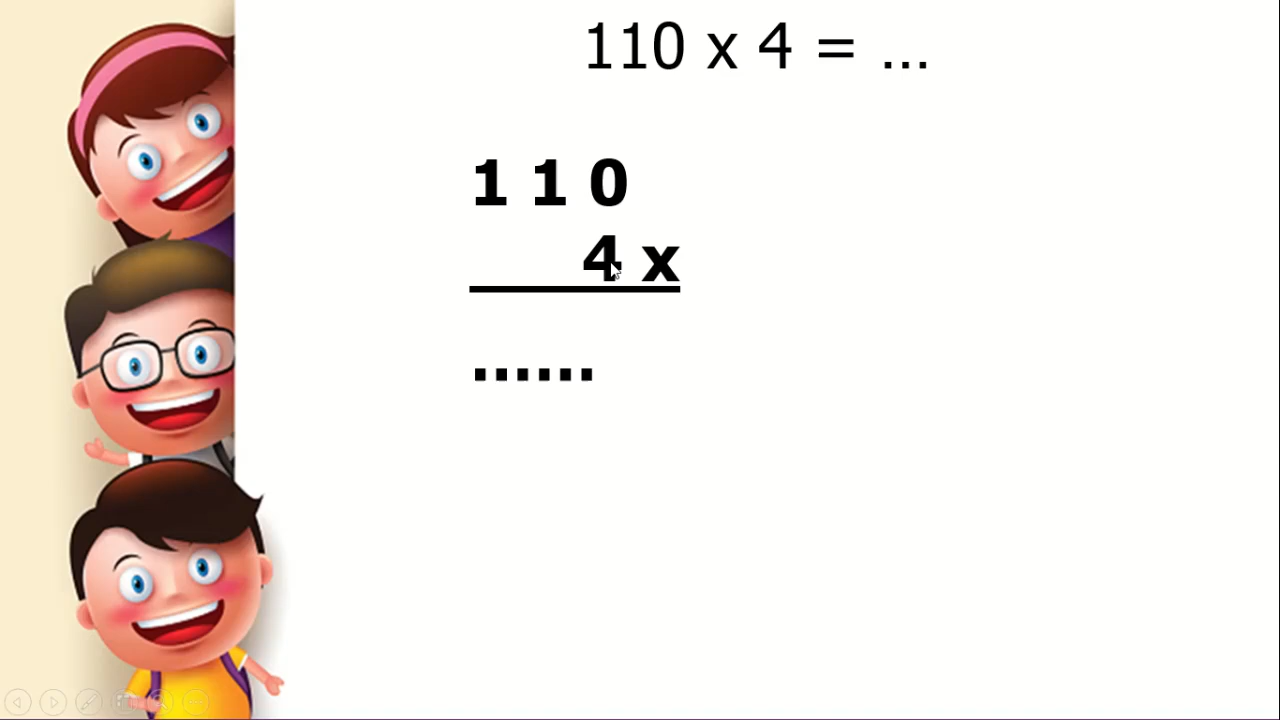 110 x 4 = ...
1 1 0
4 x
......